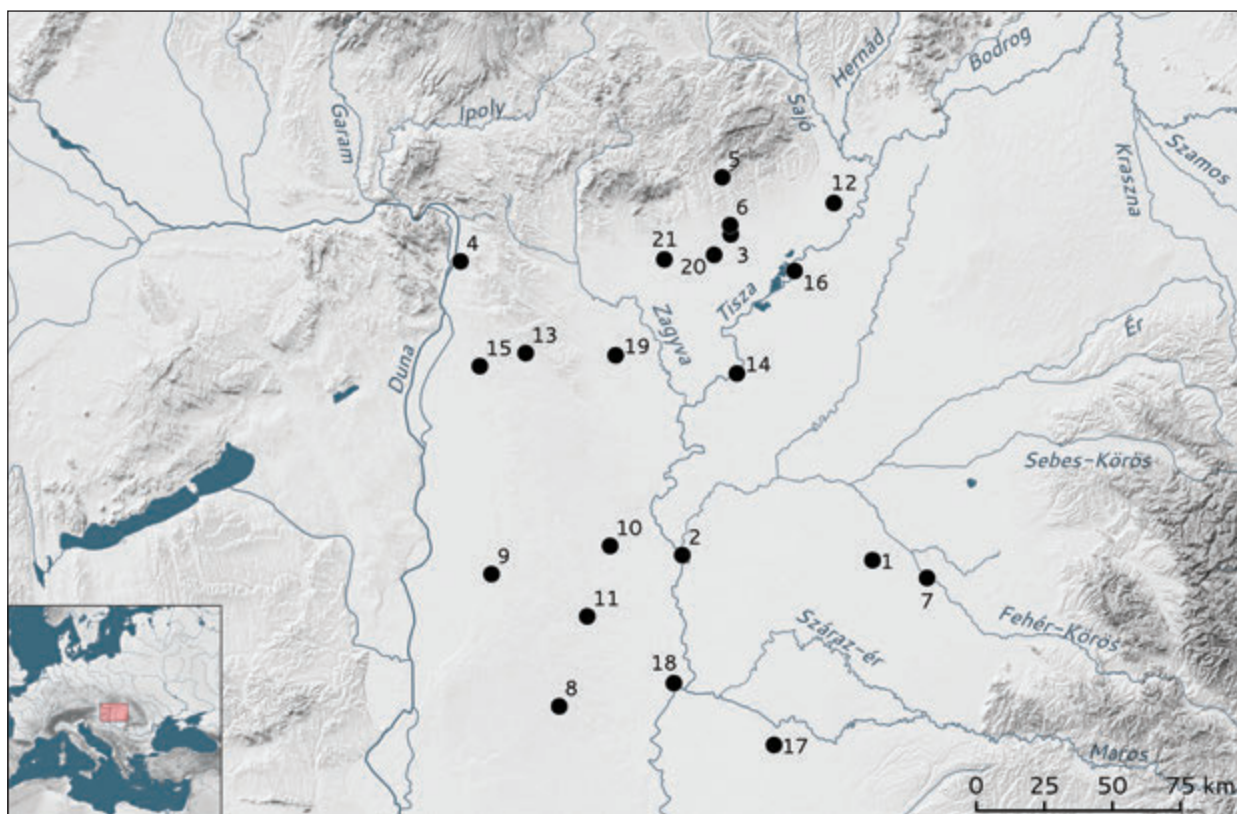 Garam
Ipoly
Sajó
Hernád
Bodrog
Kraszna
Szamos
5
12
6
4
21
20
3
16
Tisza
Zagyva
Duna
15
13
19
14
Ér
Sebes-Körös
10
2
9
1
7
11
Fehér-Körös
Száraz-ér
18
8
17
Maros
0 25 50 75 km